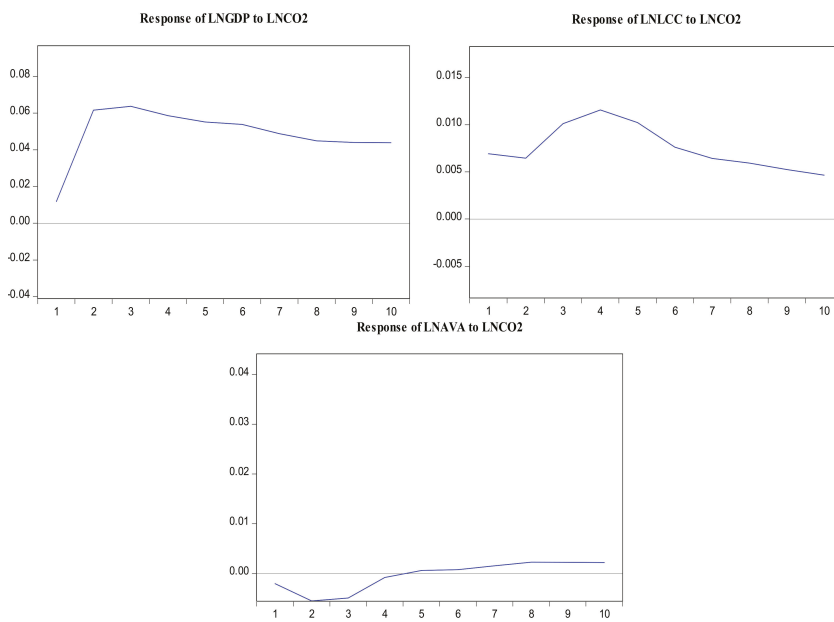 Response of LNGDP to LNCO2
0.08
0.06
0.04
0.02
0.00
-0.02
-0.04
1 2 3 4 5 6 7 8 9 10
Response of LNLCC to LNCO2
0.015
0.010
0.005
0.000
-0.005
1 2 3 4 5 6 7 8 9 10
Response of LNAVA to LNCO2
0.04
0.03
0.02
0.01
0.00
1 2 3 4 5 6 7 8 9 10